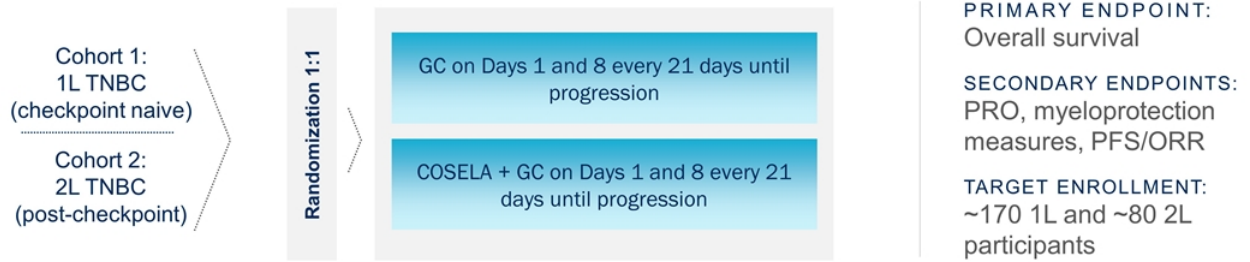 Cohort 1:
1L TNBC
(checkpoint naive)
Cohort 2:
2L TNBC
(post-checkpoint)
Randomization 1:1
GC on Days 1 and 8 every 21 days until
progression
COSELA + GC on Days 1 and 8 every 21
days until progression
PRIMARY ENDPOINT:
Overall survival
SECONDARY ENDPOINTS:
PRO, myeloprotection
measures, PFS/ORR
TARGET ENROLLMENT:
~170 1L and ~80 2L
participants